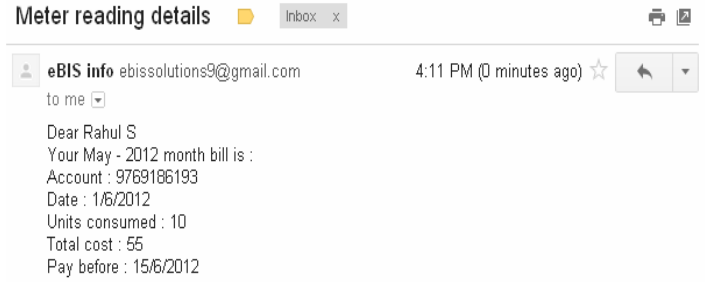 Meter reading details Inbox x
eBIS info ebissolutions9@gmail.com 4:11 PM (0 minutes ago)
to me
Dear Rahul S
Your May - 2012 month bill is :
Account : 9769186193
Date : 1/6/2012
Units consumed : 10
Total cost : 55
Pay before : 15/6/2012